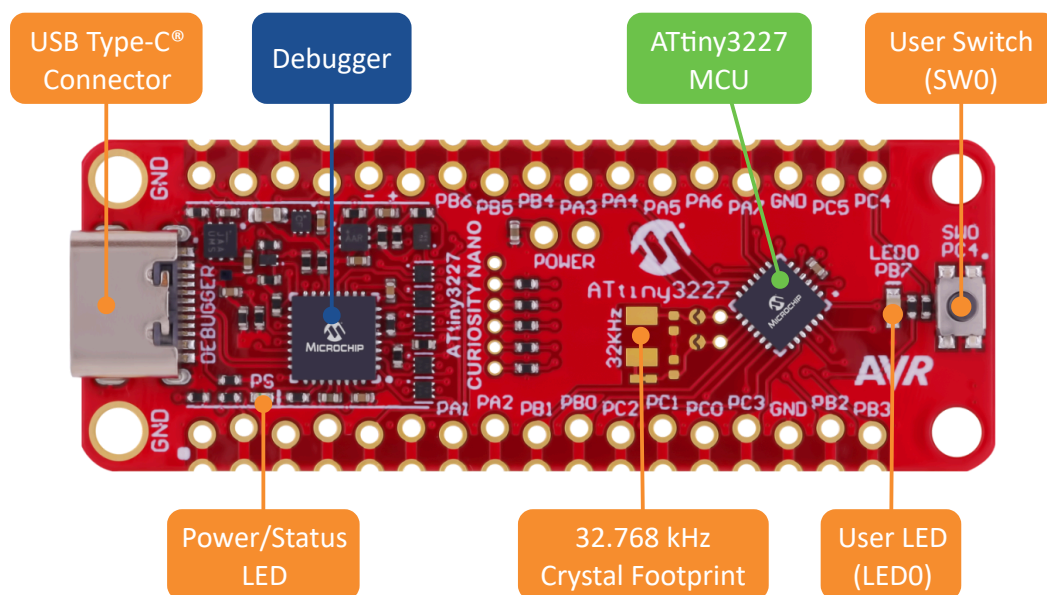 USB Type-C®
Connector
Debugger
ATtiny3227
MCU
User Switch
(SW0)
GND
PB6 PB5 PB4 PA3 PA4 PA5 PA6 PA7 GND PC5 PC4
- +
POWER
LED0
PB7
SW0
PC4
DEBUGGER
MICROCHIP
ATtiny3227
CURIOSITY NANO
ATtiny3227
32KHz
MICROCHIP
AVR
PS
GND
PA1 PA2 PB1 PB0 PC2 PC1 PC0 PC3 GND PB2 PB3
Power/Status
LED
32.768 kHz
Crystal Footprint
User LED
(LED0)